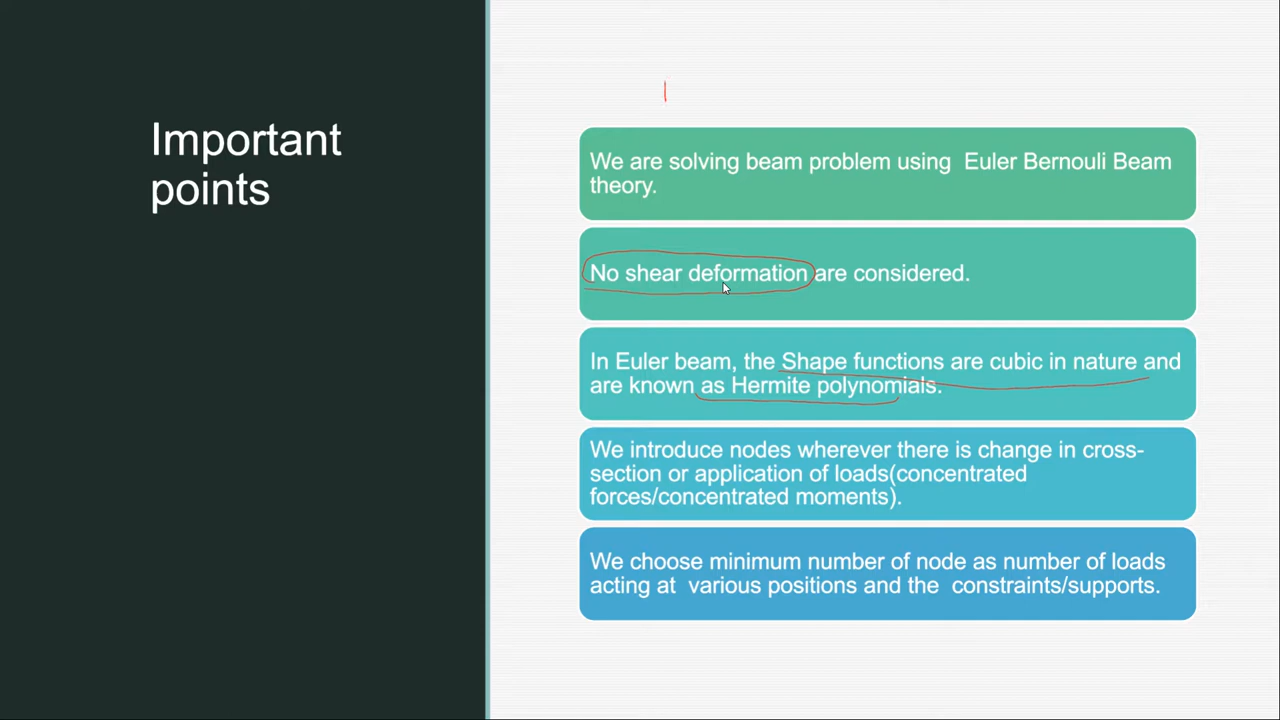 Important
points
We are solving beam problem using  Euler Bernouli Beam
theory.
No shear deformation are considered.
In Euler beam, the Shape functions are cubic in nature and
are known as Hermite polynomials.
We introduce nodes wherever there is change in cross-
section or application of loads(concentrated
forces/concentrated moments).
We choose minimum number of node as number of loads
acting at  various positions and the  constraints/supports.